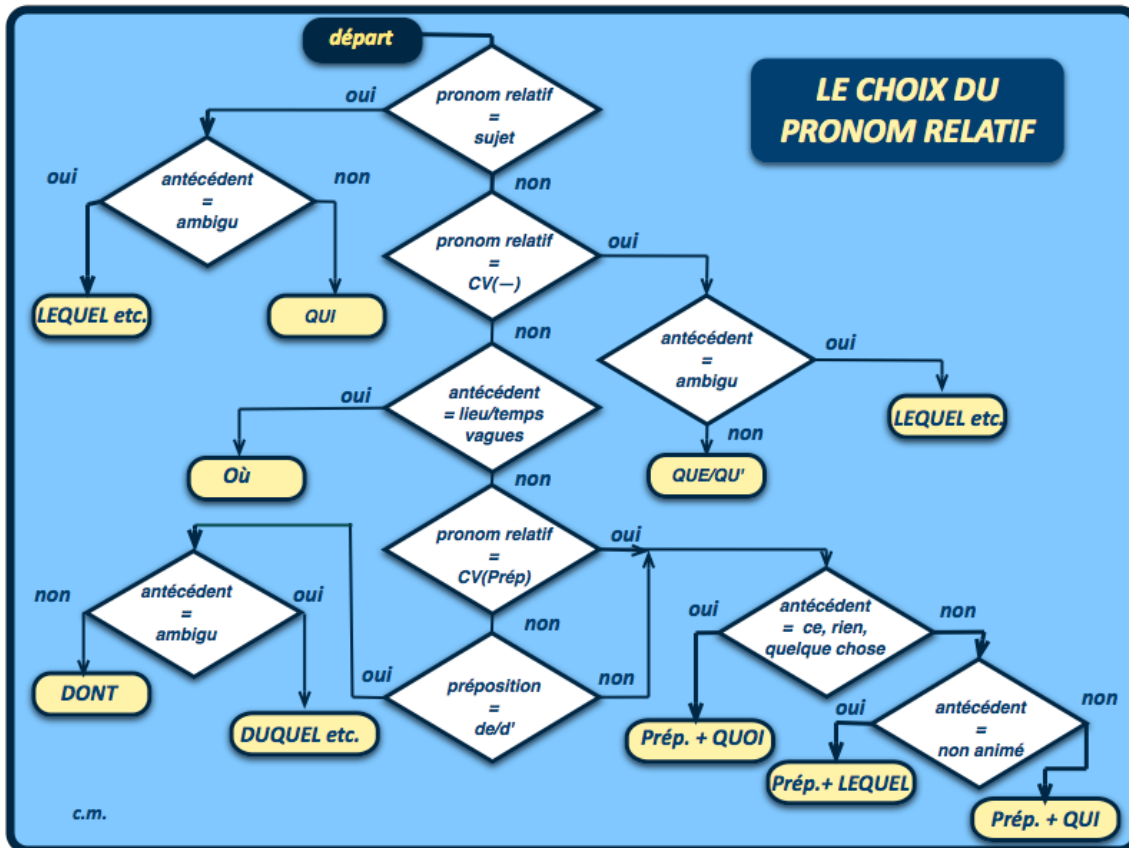 départ
LE CHOIX DU
PRONOM RELATIF
pronom relatif
=
sujet
oui
non
antécédent
=
ambigu
oui
non
LEQUEL etc.
QUI
pronom relatif
=
CV(—)
oui
non
antécédent
=
ambigu
oui
non
LEQUEL etc.
QUE/QU'
antécédent
= lieu/temps
vagues
oui
non
Où
pronom relatif
=
CV(Prép)
oui
non
antécédent
=
ambigu
non
oui
DONT
DUQUEL etc.
préposition
=
de/d'
oui
non
antécédent
= ce, rien,
quelque chose
oui
non
Prép. + QUOI
antécédent
=
non animé
oui
non
Prép.+ LEQUEL
Prép. + QUI
c.m.